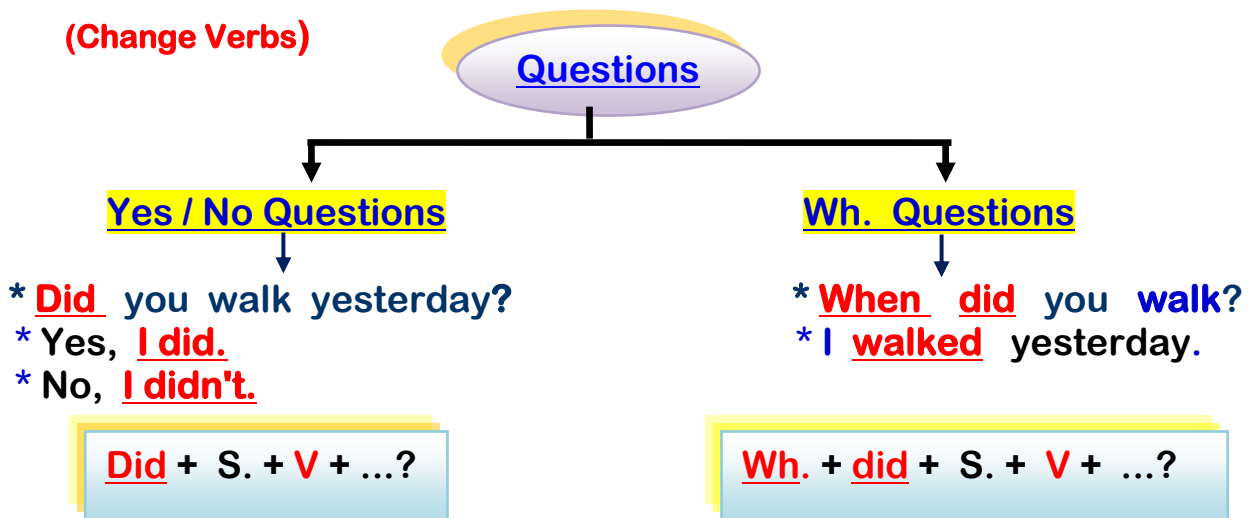 (Change Verbs)
Questions
Yes / No Questions
* Did you walk yesterday?
* Yes, I did.
* No, I didn't.
Did + S. + V + ...?
Wh. Questions
* When did you walk?
* I walked yesterday.
Wh. + did + S. + V + ...?